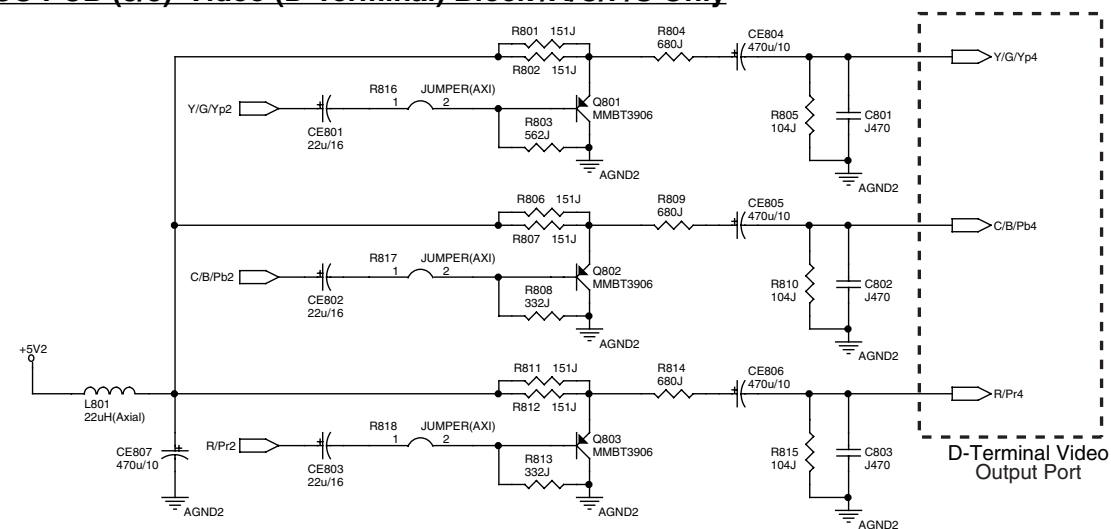 R801 151J
R802 151J
R804
680J
CE804
470u/10
Y/G/Yp4
Y/G/Yp2
CE801
22u/16
R816
1
JUMPER(AXI)
2
R803
562J
Q801
MMBT3906
AGND2
R805
104J
C801
J470
AGND2
R806 151J
R807 151J
R809
680J
CE805
470u/10
C/B/Pb4
C/B/Pb2
CE802
22u/16
R817
1
JUMPER(AXI)
2
R808
332J
Q802
MMBT3906
AGND2
R810
104J
C802
J470
AGND2
+5V2
L801
22uH(Axial)
CE807
470u/10
AGND2
R811 151J
R812 151J
R814
680J
CE806
470u/10
R/Pr4
R/Pr2
CE803
22u/16
R818
1
JUMPER(AXI)
2
R813
332J
Q803
MMBT3906
AGND2
R815
104J
C803
J470
AGND2
D-Terminal Video
Output Port